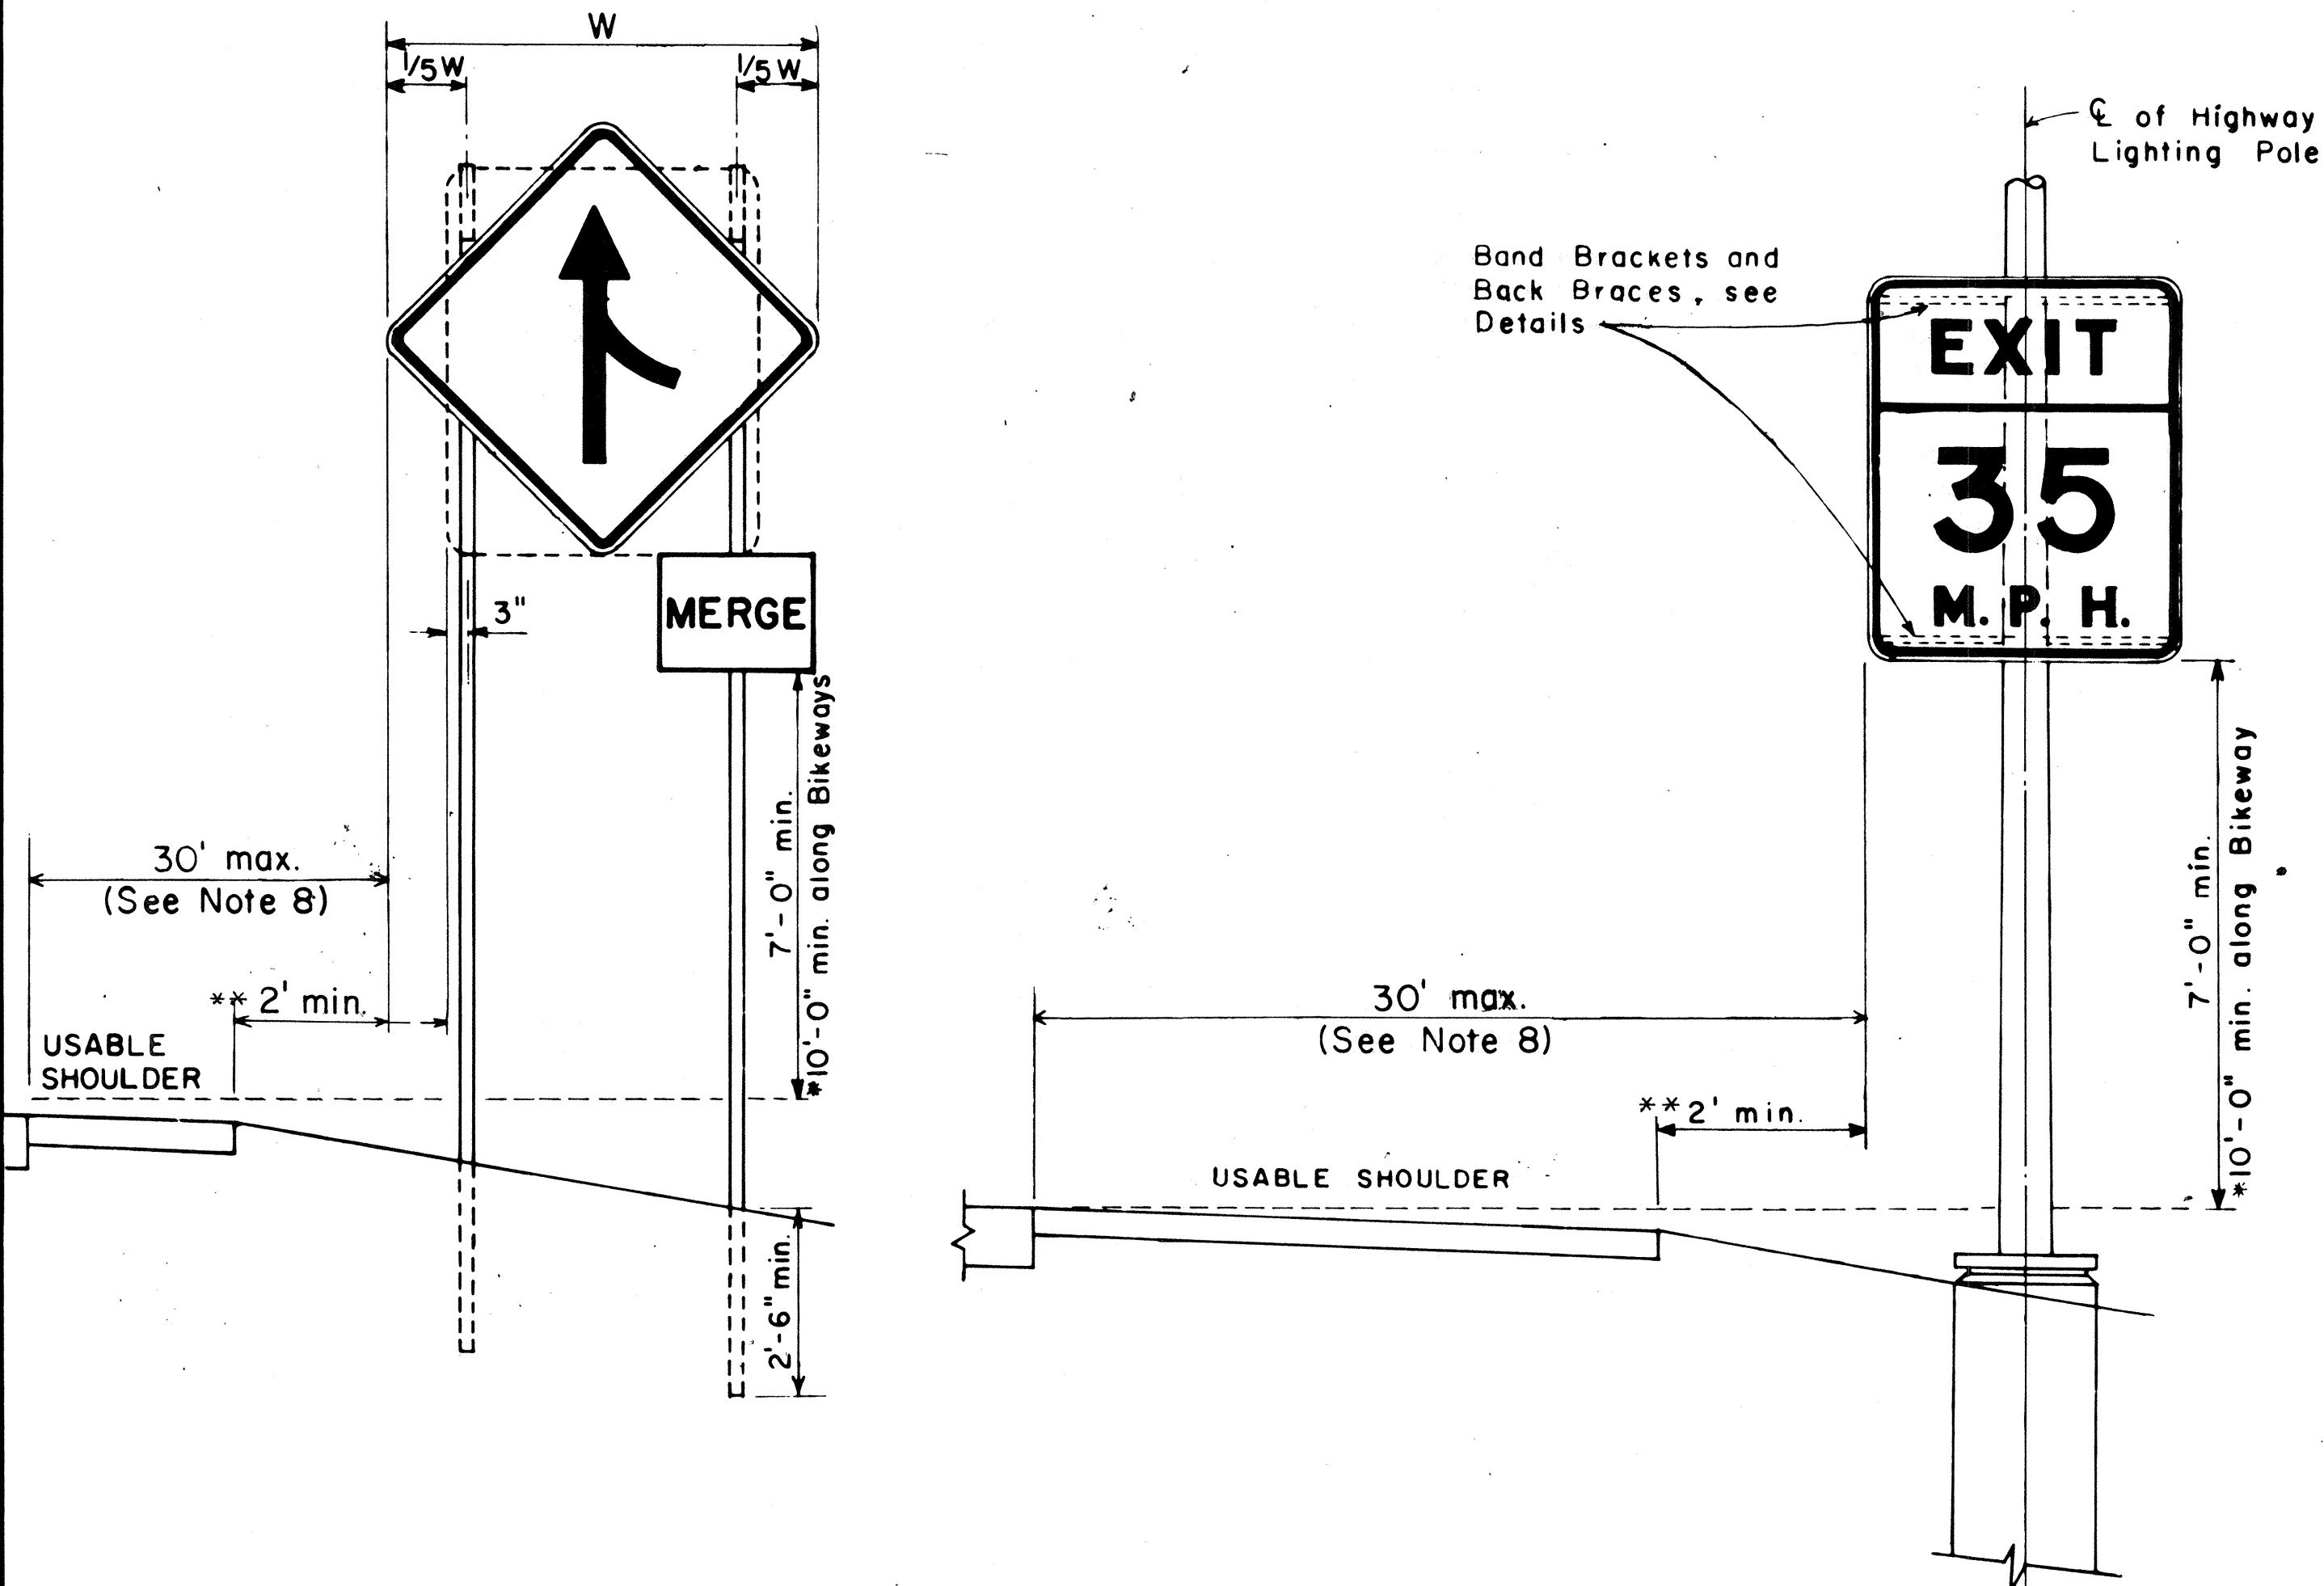 W
1/5 W
1/5 W
MERGE
3"
7'-0" min.
*10'-0" min. along Bikeways
30' max.
(See Note 8)
** 2' min.
USABLE
SHOULDER
2'-6" min.
℄ of Highway
Lighting Pole
Band Brackets and
Back Braces, see
Details
EXIT
35
M. P. H.
7'-0" min.
*10'-0" min. along Bikeway
30' max.
(See Note 8)
** 2' min.
USABLE SHOULDER